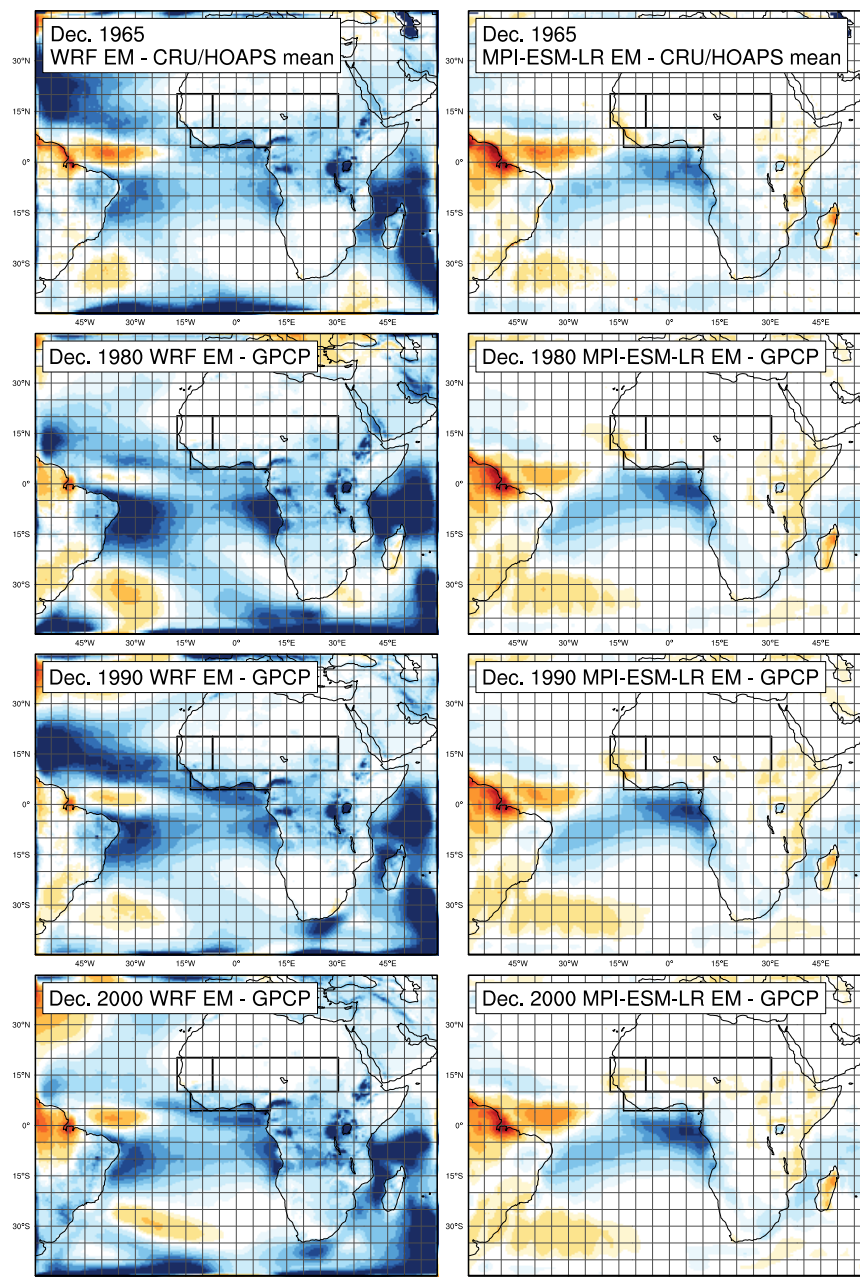 Dec. 1965
WRF EM - CRU/HOAPS mean
Dec. 1965
MPI-ESM-LR EM - CRU/HOAPS mean
30°N
15°N
0°
15°S
30°S
30°N
15°N
0°
15°S
30°S
45°W
30°W
15°W
0°
15°E
30°E
45°E
45°W
30°W
15°W
0°
15°E
30°E
45°E
Dec. 1980 WRF EM - GPCP
Dec. 1980 MPI-ESM-LR EM - GPCP
30°N
15°N
0°
15°S
30°S
30°N
15°N
0°
15°S
30°S
45°W
30°W
15°W
0°
15°E
30°E
45°E
45°W
30°W
15°W
0°
15°E
30°E
45°E
Dec. 1990 WRF EM - GPCP
Dec. 1990 MPI-ESM-LR EM - GPCP
30°N
15°N
0°
15°S
30°S
30°N
15°N
0°
15°S
30°S
45°W
30°W
15°W
0°
15°E
30°E
45°E
45°W
30°W
15°W
0°
15°E
30°E
45°E
Dec. 2000 WRF EM - GPCP
Dec. 2000 MPI-ESM-LR EM - GPCP
30°N
15°N
0°
15°S
30°S
30°N
15°N
0°
15°S
30°S